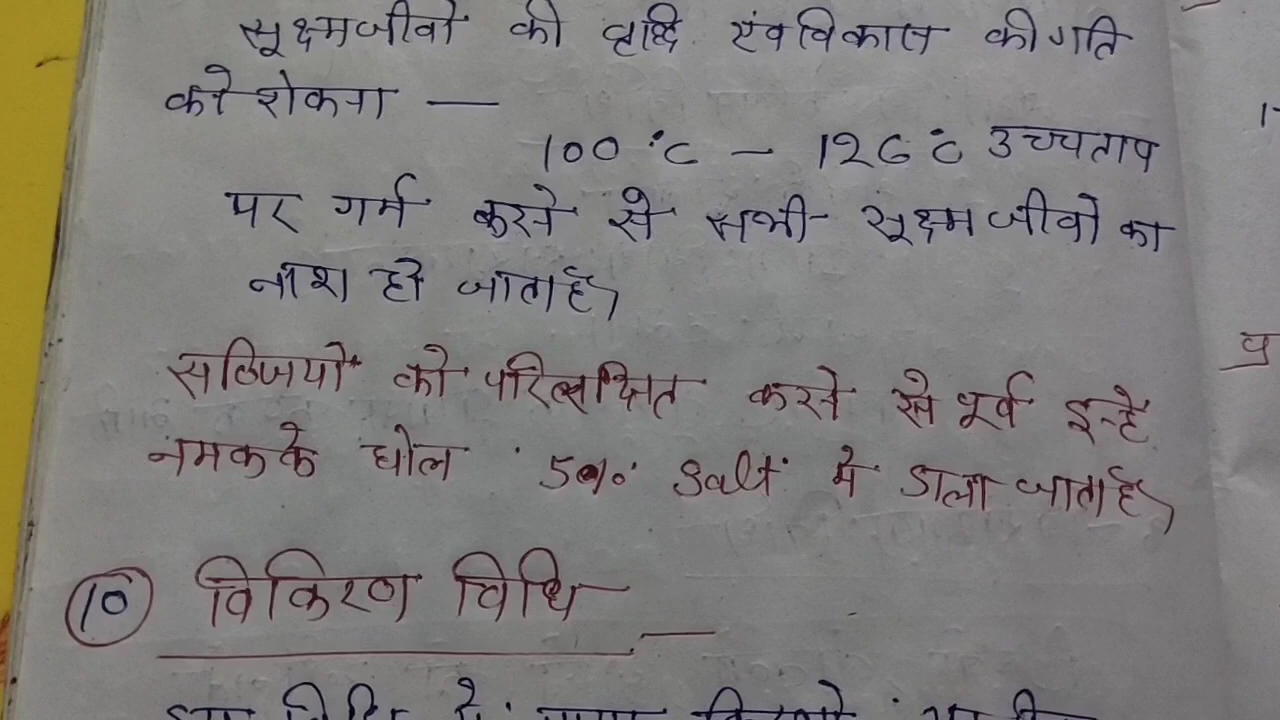 सूक्ष्मजीवो की वृद्धि एंव विकास की गति
को रोकना —
100°C – 126°C उच्चताप
पर गर्म करने से सभी सूक्ष्मजीवो का
नाश हो जाता है,
सब्जियों को परिरक्षित करने से पूर्व इन्है
नमक के घोल '5%' Salt' मे डाला जाता है,
10 विकिरण विधि —